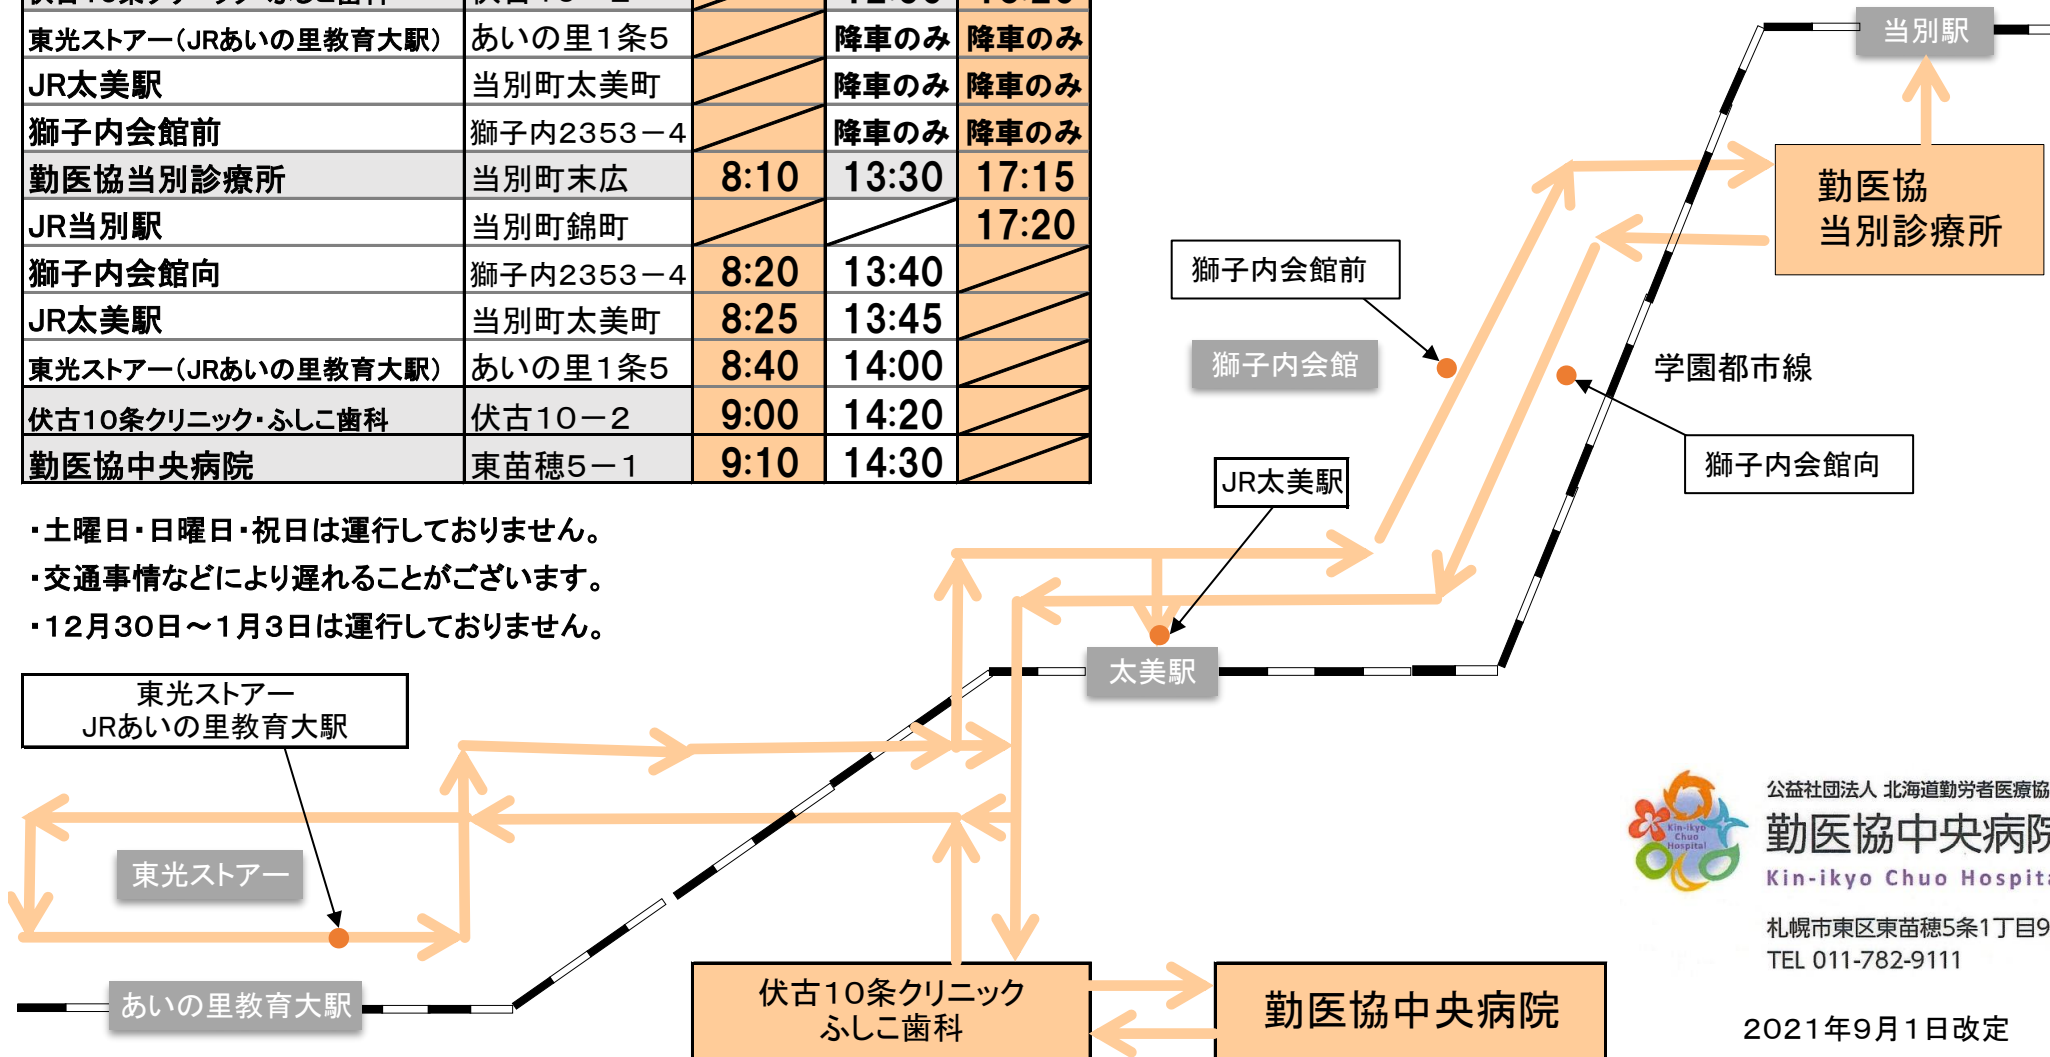 東光ストアー(JRあいの里教育大駅) あいの里1条5 降車のみ 降車のみ
JR太美駅 当別町太美町 降車のみ 降車のみ
獅子内会館前 獅子内2353-4 降車のみ 降車のみ
勤医協当別診療所 当別町末広 8:10 13:30 17:15
JR当別駅 当別町錦町 17:20
獅子内会館向 獅子内2353-4 8:20 13:40
JR太美駅 当別町太美町 8:25 13:45
東光ストアー(JRあいの里教育大駅) あいの里1条5 8:40 14:00
伏古10条クリニック・ふしこ歯科 伏古10-2 9:00 14:20
勤医協中央病院 東苗穂5-1 9:10 14:30
・土曜日・日曜日・祝日は運行しておりません。
・交通事情などにより遅れることがございます。
・12月30日~1月3日は運行しておりません。
当別駅
勤医協
当別診療所
獅子内会館前
獅子内会館
学園都市線
獅子内会館向
JR太美駅
太美駅
東光ストアー
JRあいの里教育大駅
東光ストアー
あいの里教育大駅
伏古10条クリニック
ふしこ歯科
勤医協中央病院
Kin-ikyo
Chuo
Hospital
公益社団法人 北海道勤労者医療協
勤医協中央病院
Kin-ikyo Chuo Hospita
札幌市東区東苗穂5条1丁目9
TEL 011-782-9111
2021年9月1日改定